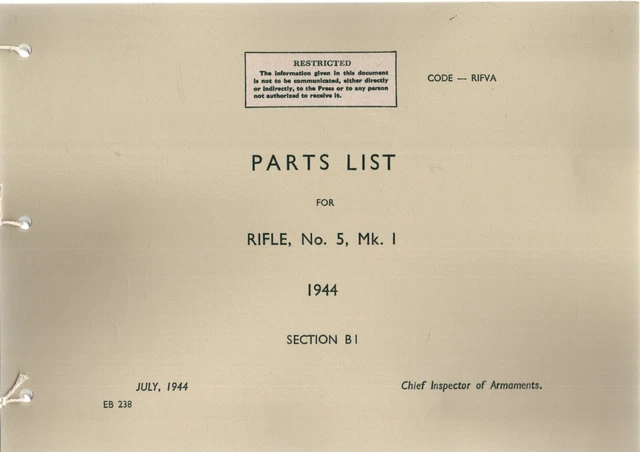 RESTRICTED
The information given in this document
is not to be communicated, either directly
or indirectly, to the Press or to any person
not authorized to receive it.
CODE — RIFVA
PARTS LIST
FOR
RIFLE, No. 5, Mk. I
1944
SECTION B I
JULY, 1944
Chief Inspector of Armaments.
EB 238